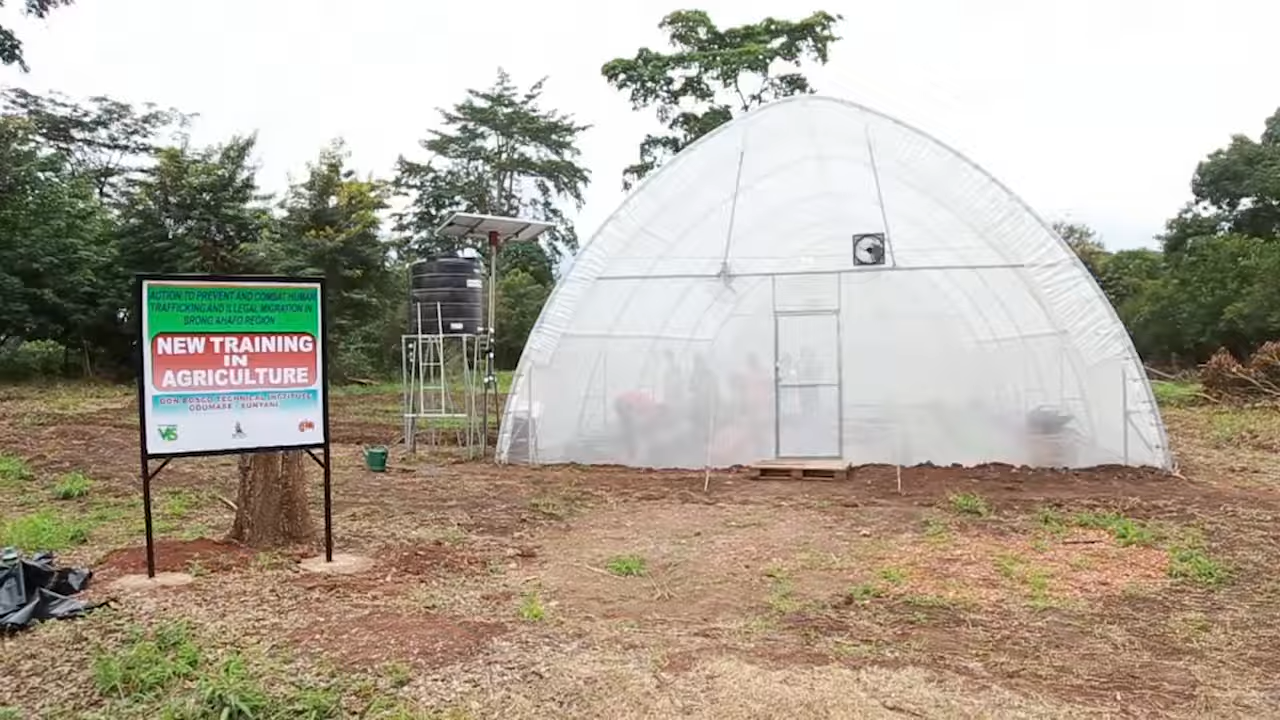 ACTION TO PREVENT AND COMBAT HUMAN
TRAFFICKING AND ILLEGAL MIGRATION IN
BRONG AHAFO REGION
NEW TRAINING
IN
AGRICULTURE
DON BOSCO TECHNICAL INSTITUTE
ODUMASE - SUNYANI
VIS